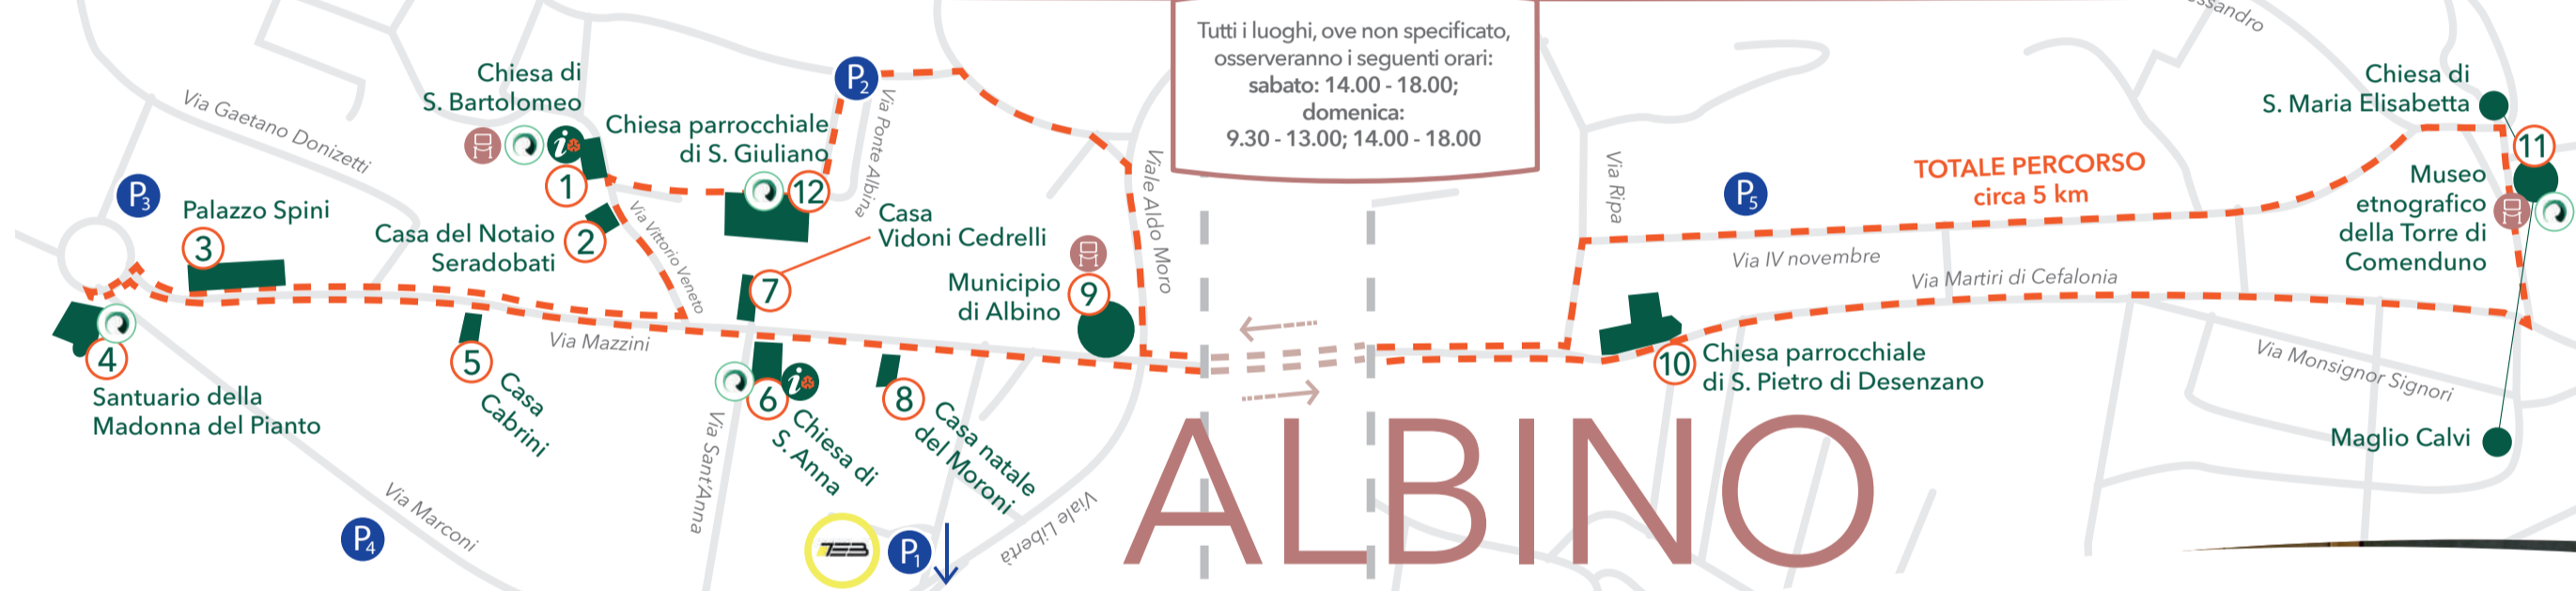 Tutti i luoghi, ove non specificato,
osserveranno i seguenti orari:
sabato: 14.00 - 18.00;
domenica:
9.30 - 13.00; 14.00 - 18.00
Via Gaetano Donizetti
Chiesa di
S. Bartolomeo
i
1
Chiesa parrocchiale
di S. Giuliano
12
P2
Via Ponte Albina
P3
Palazzo Spini
3
Casa del Notaio
Seradobati
2
Via Vittorio Veneto
Casa
Vidoni Cedrelli
7
Municipio
di Albino
9
Viale Aldo Moro
4
Santuario della
Madonna del Pianto
5
Casa
Cabrini
Via Mazzini
6
i
Chiesa di
S. Anna
8
Casa natale
del Moroni
Via Sant'Anna
Via Marconi
P4
TEB
P1
Viale Libertà
ALBINO
Via Ripa
P5
TOTALE PERCORSO
circa 5 km
Via IV novembre
Via Martiri di Cefalonia
10
Chiesa parrocchiale
di S. Pietro di Desenzano
Chiesa di
S. Maria Elisabetta
11
Museo
etnografico
della Torre di
Comenduno
Via Monsignor Signori
Maglio Calvi